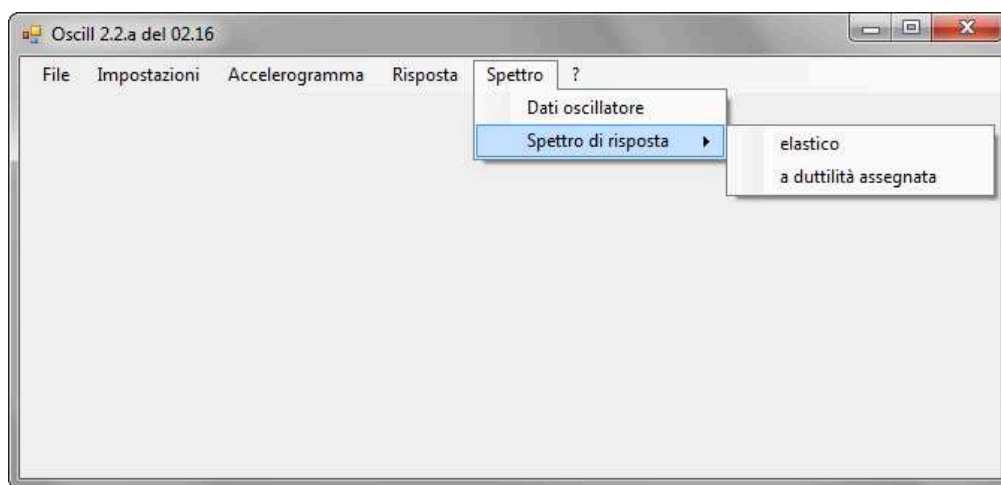 Oscill 2.2.a del 02.16
File Impostazioni Accelerogramma Risposta Spettro ?
Dati oscillatore
Spettro di risposta
elastico
a duttilità assegnata